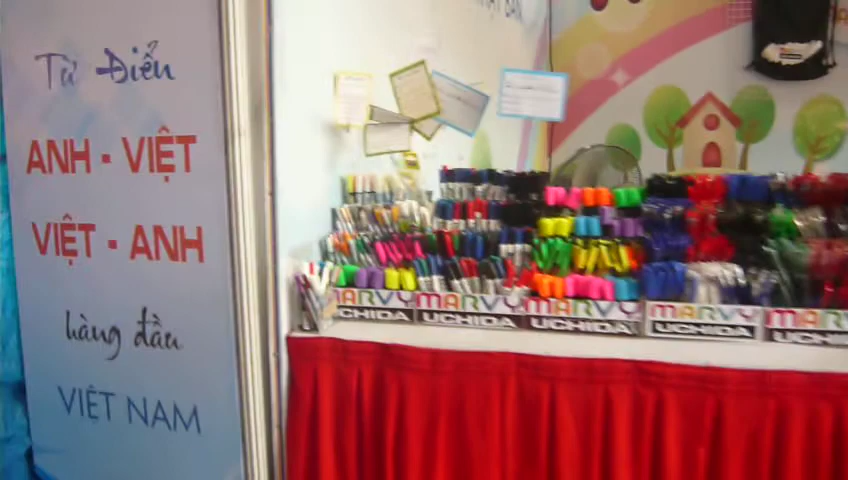 Từ Điển
ANH - VIỆT
VIỆT - ANH
hàng đầu
VIỆT NAM
MARVY
UCHIDA
MARVY
UCHIDA
MARVY
UCHIDA
MARVY
UCHIDA
MARVY
UCHIDA